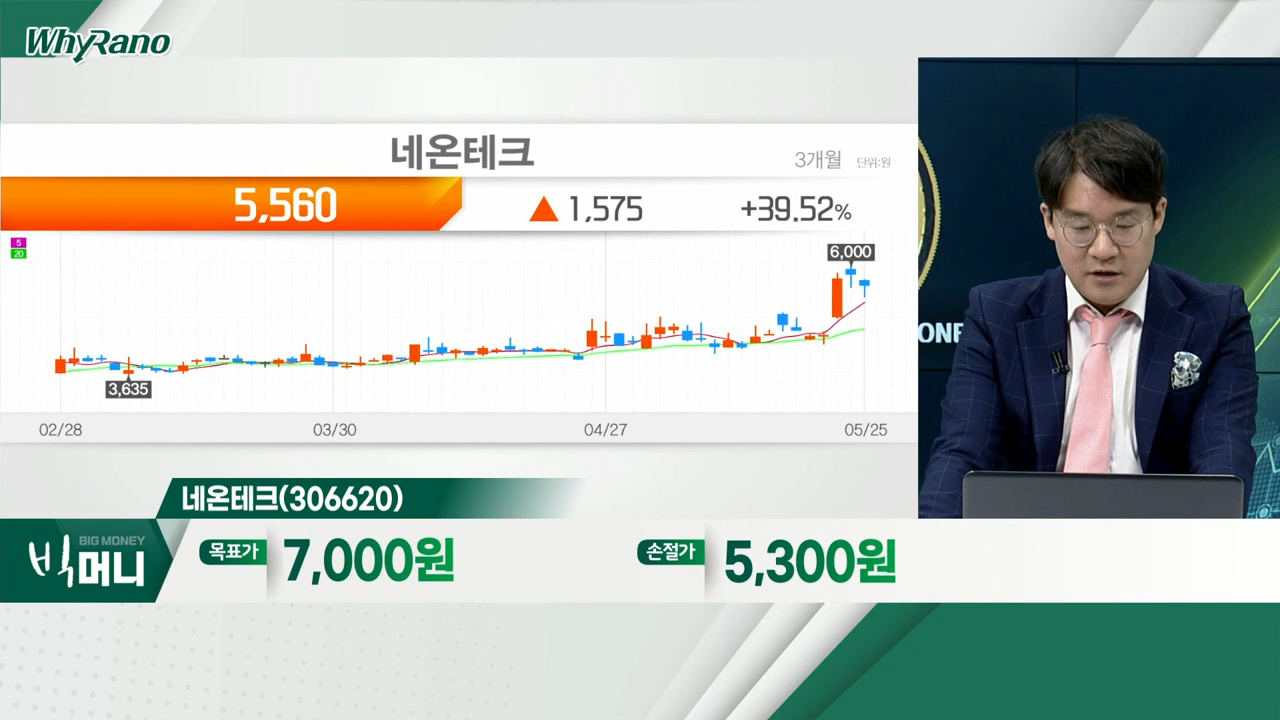 WhyRano
네온테크
3개월 단위:원
5,560 ▲ 1,575 +39.52%
5
20
6,000
3,635
02/28 03/30 04/27 05/25
ONE
네온테크(306620)
BIG MONEY
빅머니
목표가 7,000원 손절가 5,300원